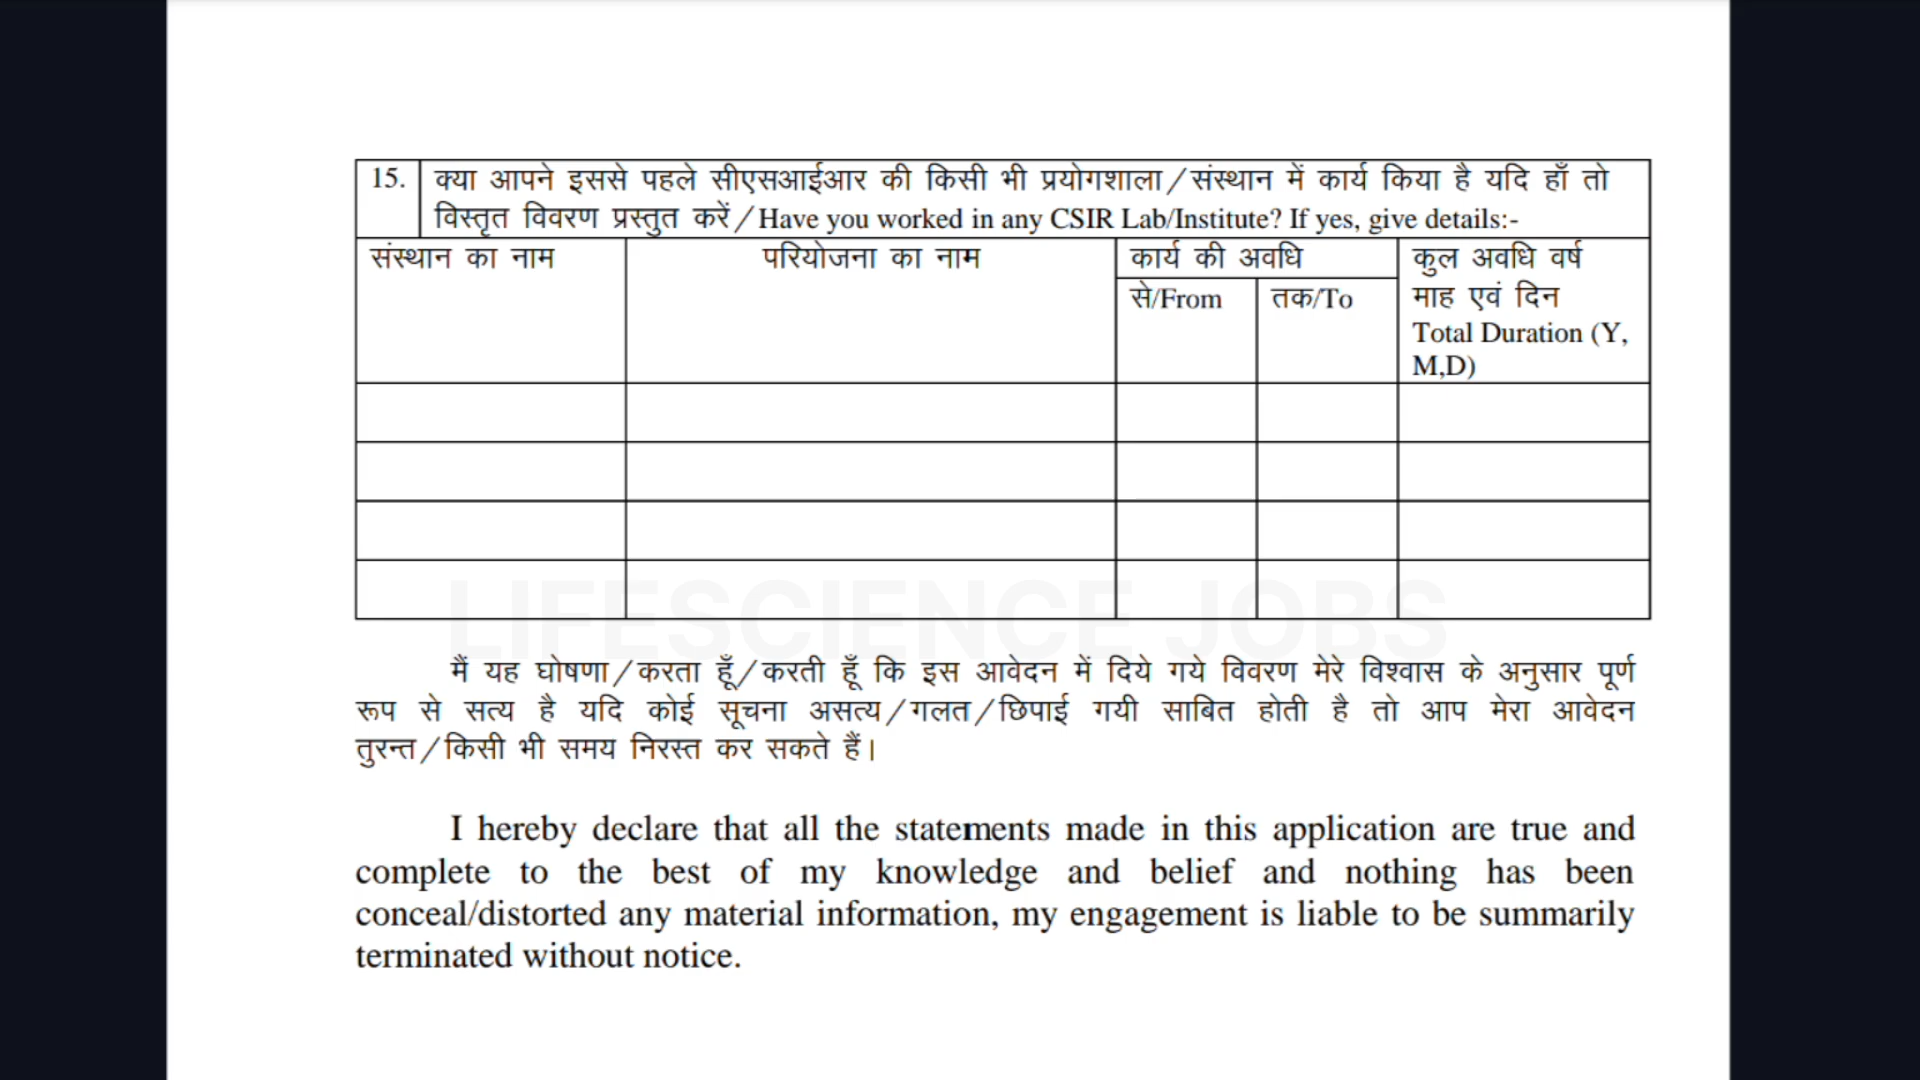 15. क्या आपने इससे पहले सीएसआईआर की किसी भी प्रयोगशाला/संस्थान में कार्य किया है यदि हाँ तो
विस्तृत विवरण प्रस्तुत करें/Have you worked in any CSIR Lab/Institute? If yes, give details:-
संस्थान का नाम
परियोजना का नाम
कार्य की अवधि
से/From
तक/To
कुल अवधि वर्ष
माह एवं दिन
Total Duration (Y,
M,D)
LIFESCIENCE JOBS
मैं यह घोषणा/करता हूँ/करती हूँ कि इस आवेदन में दिये गये विवरण मेरे विश्वास के अनुसार पूर्ण
रूप से सत्य है यदि कोई सूचना असत्य/गलत/छिपाई गयी साबित होती है तो आप मेरा आवेदन
तुरन्त/किसी भी समय निरस्त कर सकते हैं।
I hereby declare that all the statements made in this application are true and
complete to the best of my knowledge and belief and nothing has been
conceal/distorted any material information, my engagement is liable to be summarily
terminated without notice.